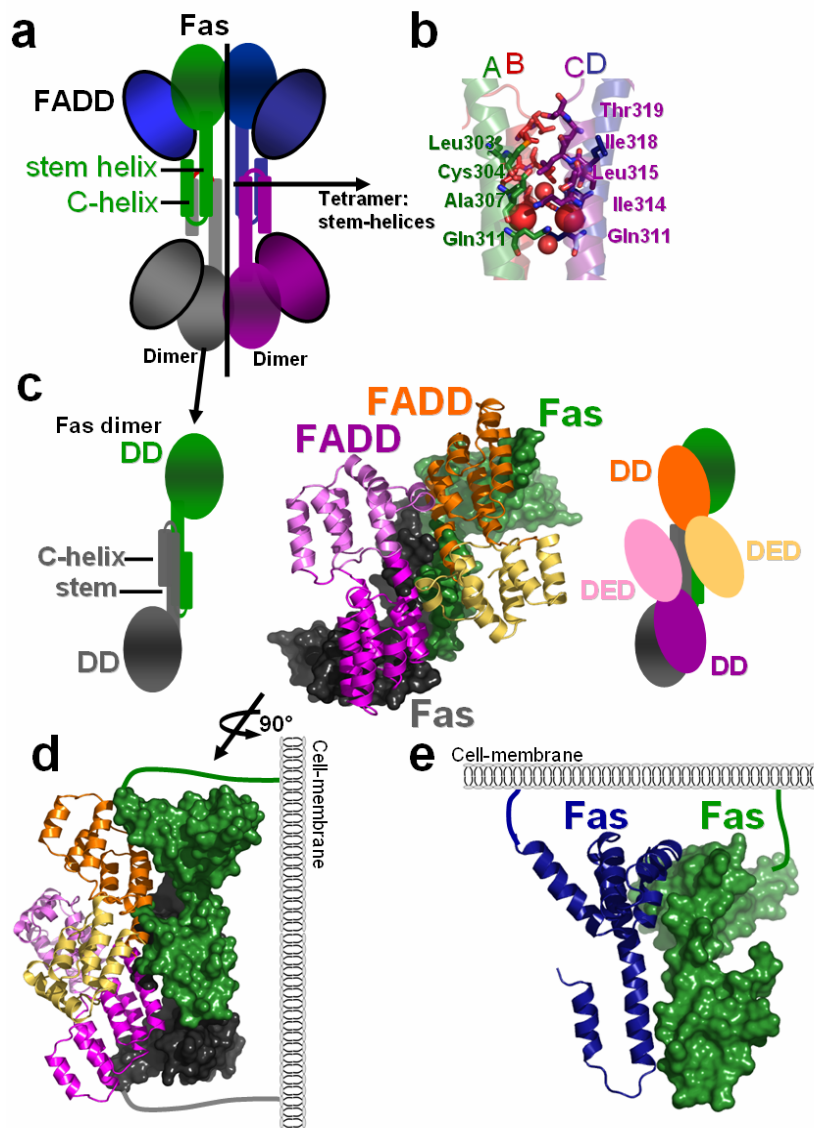 a
Fas
FADD
stem helix
C-helix
Tetramer:
stem-helices
Dimer
Dimer
b
A B C D
Thr319
Leu303 Ile318
Cys304 Leu315
Ala307 Ile314
Gln311 Gln311
c
Fas dimer
DD
C-helix
stem
DD
FADD
FADD
Fas
Fas
DD
DED
DED
DD
90°
d
Cell-membrane
e
Cell-membrane
Fas Fas